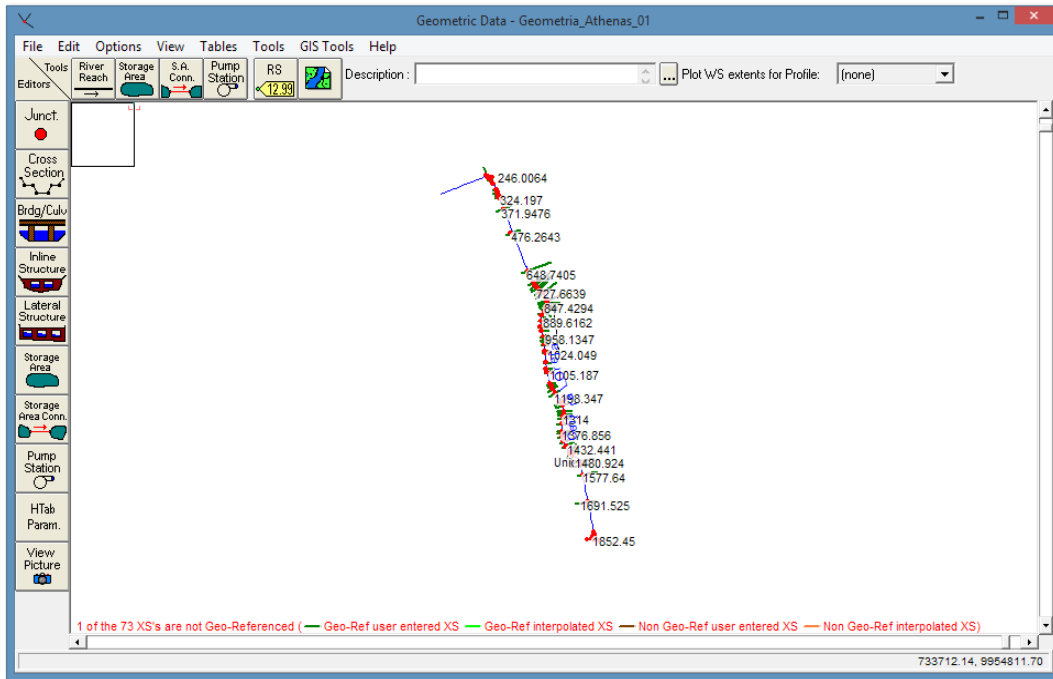 Geometric Data - Geometria_Athenas_01
File Edit Options View Tables Tools GIS Tools Help
Tools
Editors
River
Reach
Storage
Area
S.A.
Conn.
Pump
Station
RS
12.99
Description :
...
Plot WS extents for Profile:
(none)
Junct.
Cross
Section
Brdg/Culv
Inline
Structure
Lateral
Structure
Storage
Area
Storage
Area Conn.
Pump
Station
HTab
Param.
View
Picture
246.0064
324.197
371.9476
476.2643
648.7405
727.6639
847.4294
889.6162
958.1347
1024.049
1105.187
1198.347
1314
1376.856
1432.441
1480.924
1577.64
1691.525
1852.45
1 of the 73 XS's are not Geo-Referenced ( Geo-Ref user entered XS Geo-Ref interpolated XS Non Geo-Ref user entered XS Non Geo-Ref interpolated XS)
733712.14, 9954811.70